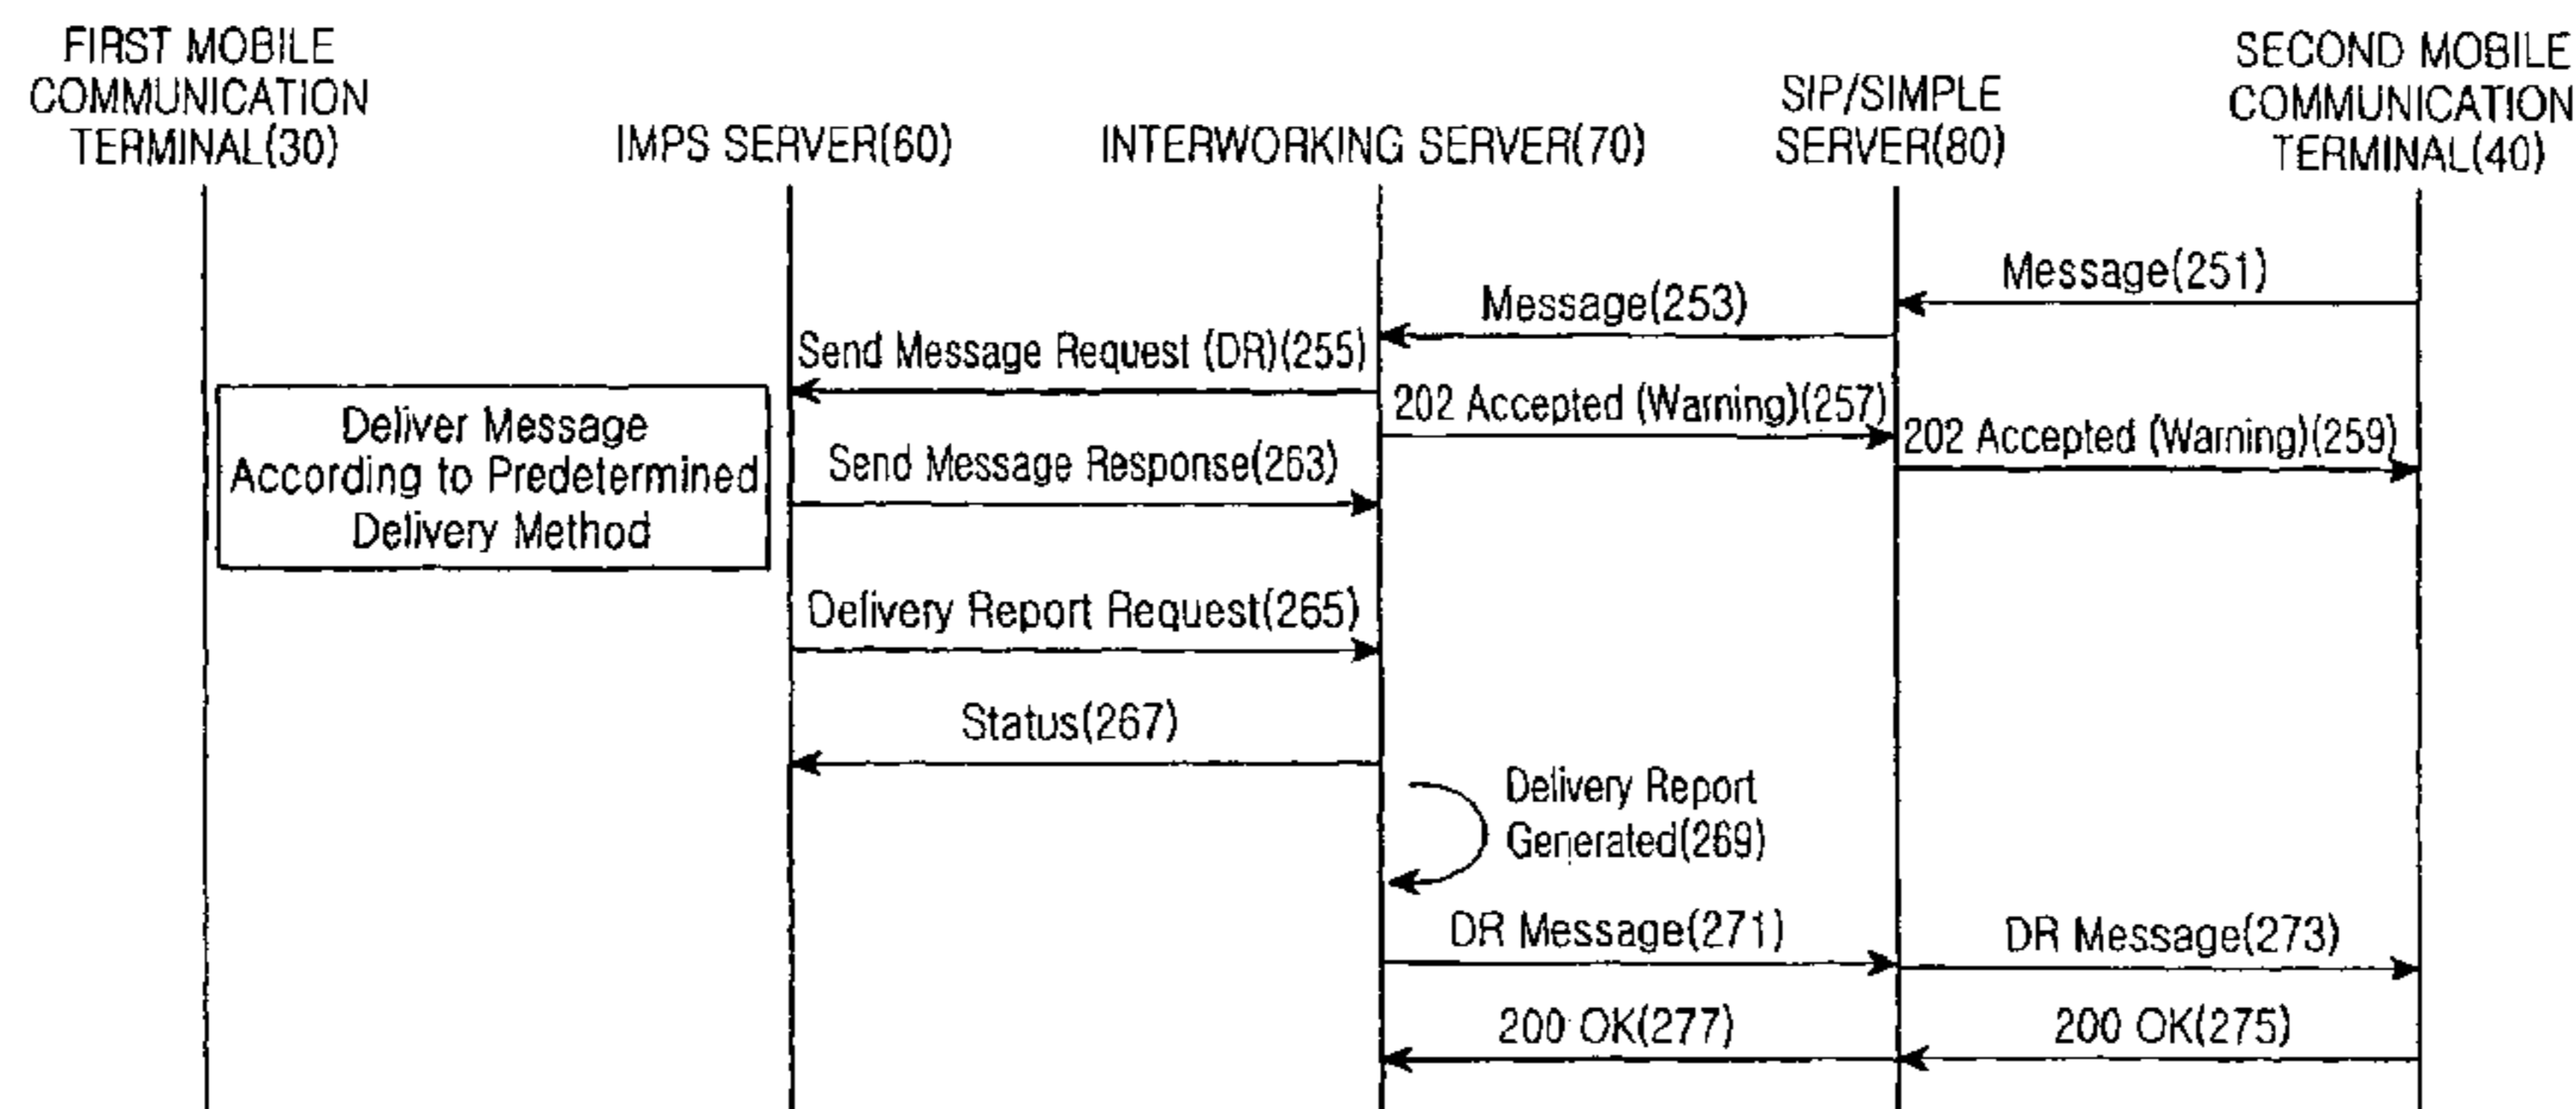 FIRST MOBILE
COMMUNICATION
TERMINAL(30)
IMPS SERVER(60)
INTERWORKING SERVER(70)
SIP/SIMPLE
SERVER(80)
SECOND MOBILE
COMMUNICATION
TERMINAL(40)
Message(251)
Message(253)
Send Message Request (DR)(255)
202 Accepted (Warning)(257)
202 Accepted (Warning)(259)
Deliver Message
According to Predetermined
Delivery Method
Send Message Response(263)
Delivery Report Request(265)
Status(267)
Delivery Report
Generated(269)
DR Message(271)
DR Message(273)
200 OK(277)
200 OK(275)